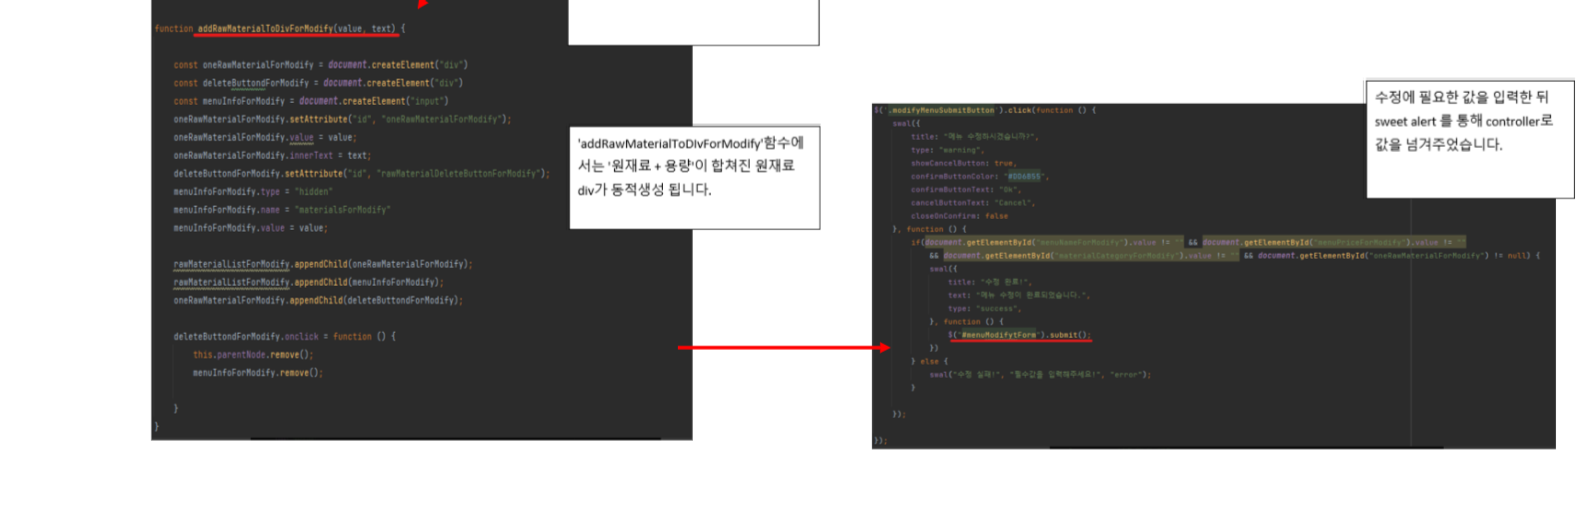 function addRawMaterialToDivForModify(value, text) {
const oneRawMaterialForModify = document.createElement("div")
const deleteButtondForModify = document.createElement("div")
const menuInfoForModify = document.createElement("input")
oneRawMaterialForModify.setAttribute("id", "oneRawMaterialForModify");
oneRawMaterialForModify.value = value;
oneRawMaterialForModify.innerText = text;
deleteButtondForModify.setAttribute("id", "rawMaterialDeleteButtonForModify");
menuInfoForModify.type = "hidden"
menuInfoForModify.name = "materialsForModify"
menuInfoForModify.value = value;
rawMaterialListForModify.appendChild(oneRawMaterialForModify);
rawMaterialListForModify.appendChild(menuInfoForModify);
oneRawMaterialForModify.appendChild(deleteButtondForModify);
deleteButtondForModify.onclick = function () {
this.parentNode.remove();
menuInfoForModify.remove();
}
}
'addRawMaterialToDIvForModify'함수에
서는 '원재료 + 용량'이 합쳐진 원재료
div가 동적생성 됩니다.
$('.modifyMenuSubmitButton').click(function () {
swal({
title: "메뉴 수정하시겠습니까?",
type: "warning",
showCancelButton: true,
confirmButtonColor: "#DD6B55",
confirmButtonText: "Ok",
cancelButtonText: "Cancel",
closeOnConfirm: false
}, function () {
if(document.getElementById("menuNameForModify").value != "" && document.getElementById("menuPriceForModify").value != ""
&& document.getElementById("materialCategoryForModify").value != "" && document.getElementById("oneRawMaterialForModify") != null) {
swal({
title: "수정 완료!",
text: "메뉴 수정이 완료되었습니다.",
type: "success",
}, function () {
$('#menuModifytForm').submit();
})
} else {
swal("수정 실패!", "필수값을 입력해주세요!", "error");
}
});
});
수정에 필요한 값을 입력한 뒤
sweet alert 를 통해 controller로
값을 넘겨주었습니다.